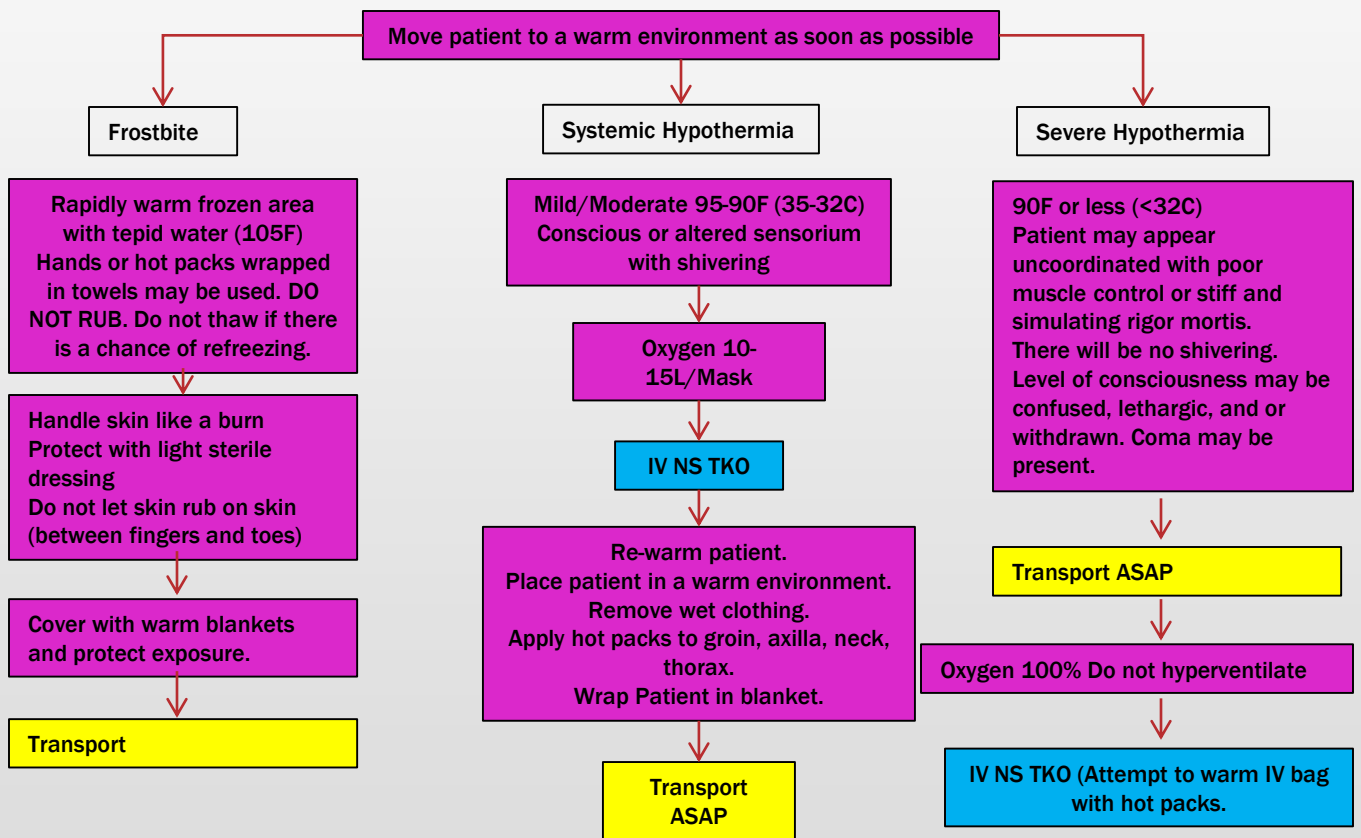 Move patient to a warm environment as soon as possible
Frostbite
Rapidly warm frozen area
with tepid water (105F)
Hands or hot packs wrapped
in towels may be used. DO
NOT RUB. Do not thaw if there
is a chance of refreezing.
Handle skin like a burn
Protect with light sterile
dressing
Do not let skin rub on skin
(between fingers and toes)
Cover with warm blankets
and protect exposure.
Transport
Systemic Hypothermia
Mild/Moderate 95-90F (35-32C)
Conscious or altered sensorium
with shivering
Oxygen 10-
15L/Mask
IV NS TKO
Re-warm patient.
Place patient in a warm environment.
Remove wet clothing.
Apply hot packs to groin, axilla, neck,
thorax.
Wrap Patient in blanket.
Transport
ASAP
Severe Hypothermia
90F or less (<32C)
Patient may appear
uncoordinated with poor
muscle control or stiff and
simulating rigor mortis.
There will be no shivering.
Level of consciousness may be
confused, lethargic, and or
withdrawn. Coma may be
present.
Transport ASAP
Oxygen 100% Do not hyperventilate
IV NS TKO (Attempt to warm IV bag
with hot packs.